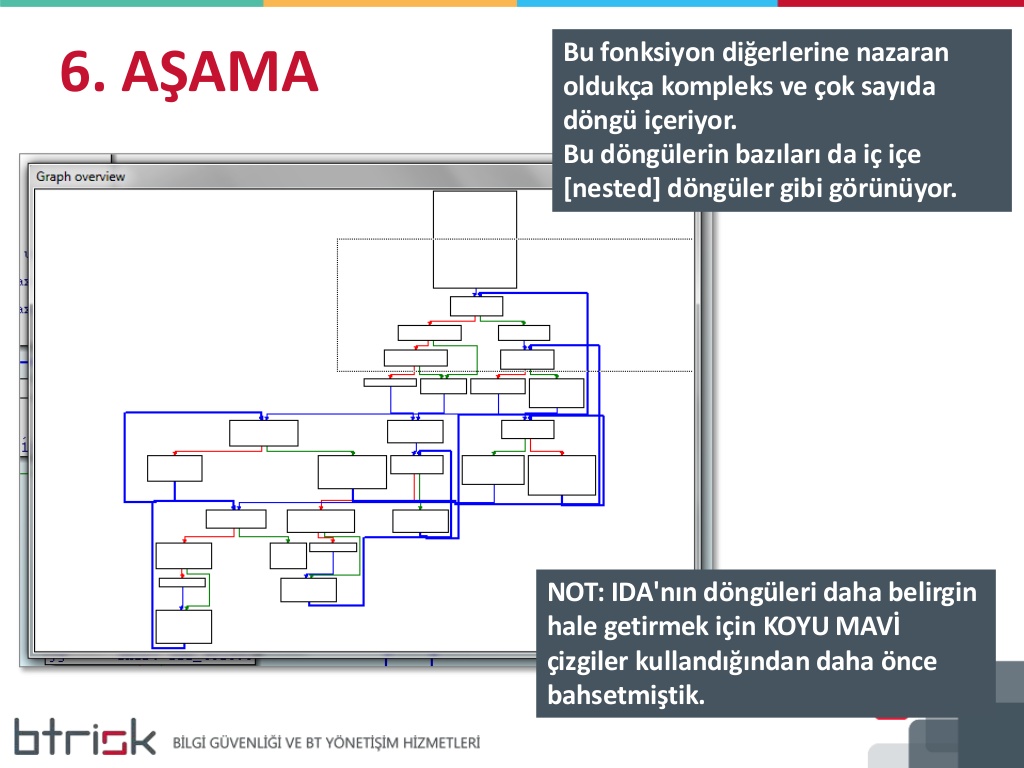 6. AŞAMA
Bu fonksiyon diğerlerine nazaran
oldukça kompleks ve çok sayıda
döngü içeriyor.
Bu döngülerin bazıları da iç içe
[nested] döngüler gibi görünüyor.
Graph overview
NOT: IDA'nın döngüleri daha belirgin
hale getirmek için KOYU MAVİ
çizgiler kullandığından daha önce
bahsetmiştik.
btrisk
BİLGİ GÜVENLİĞİ VE BT YÖNETİŞİM HİZMETLERİ